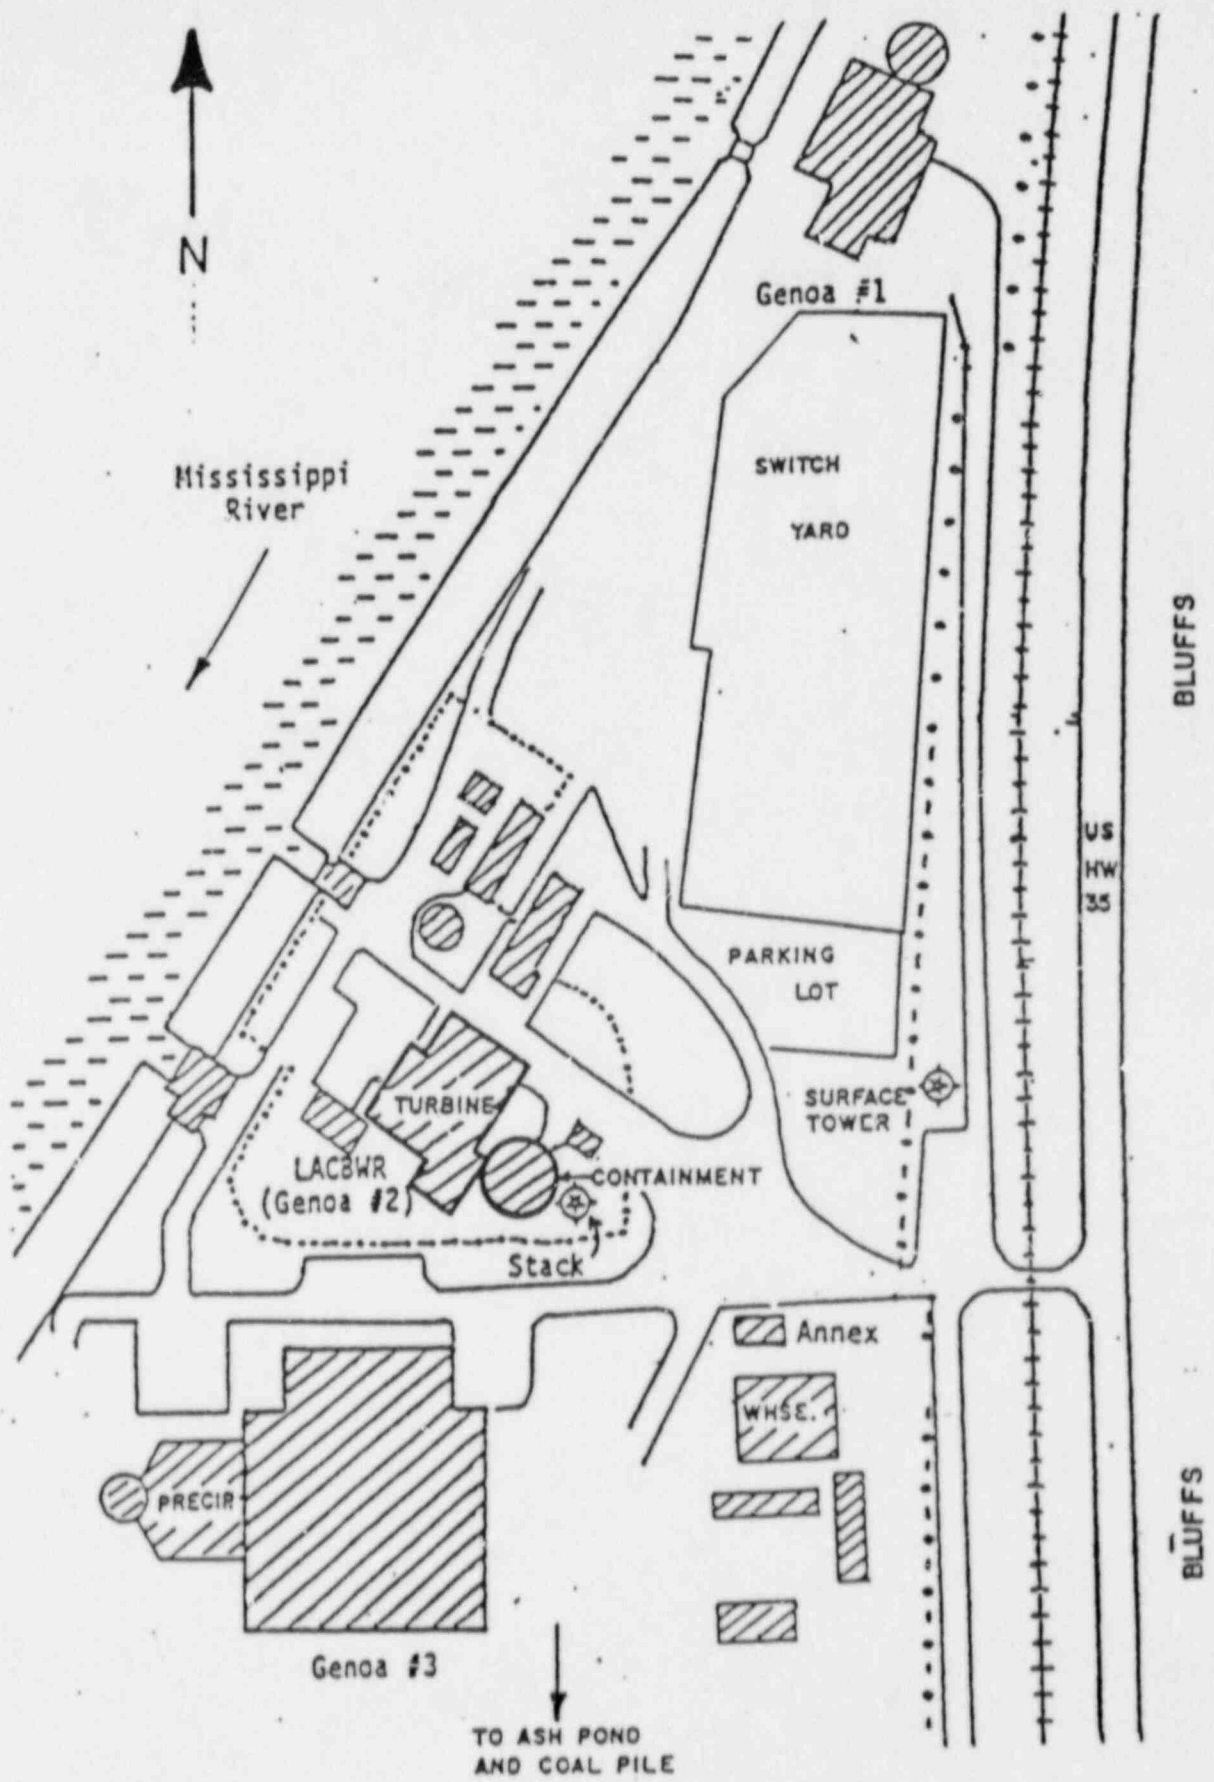 N
Genoa #1
Mississippi
River
SWITCH
YARD
BLUFFS
US
HW
35
PARKING
LOT
SURFACE
TOWER
TURBINE
LACBWR
(Genoa #2)
CONTAINMENT
Stack
Annex
WHSE.
PRECIP.
BLUFFS
Genoa #3
TO ASH POND
AND COAL PILE